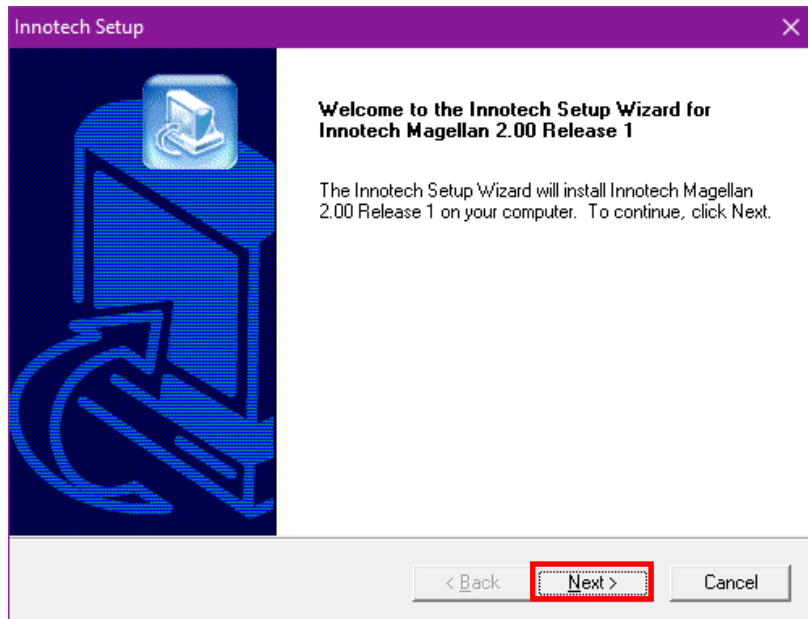 Innotech Setup
Welcome to the Innotech Setup Wizard for
Innotech Magellan 2.00 Release 1
The Innotech Setup Wizard will install Innotech Magellan
2.00 Release 1 on your computer.  To continue, click Next.
< Back
Next >
Cancel